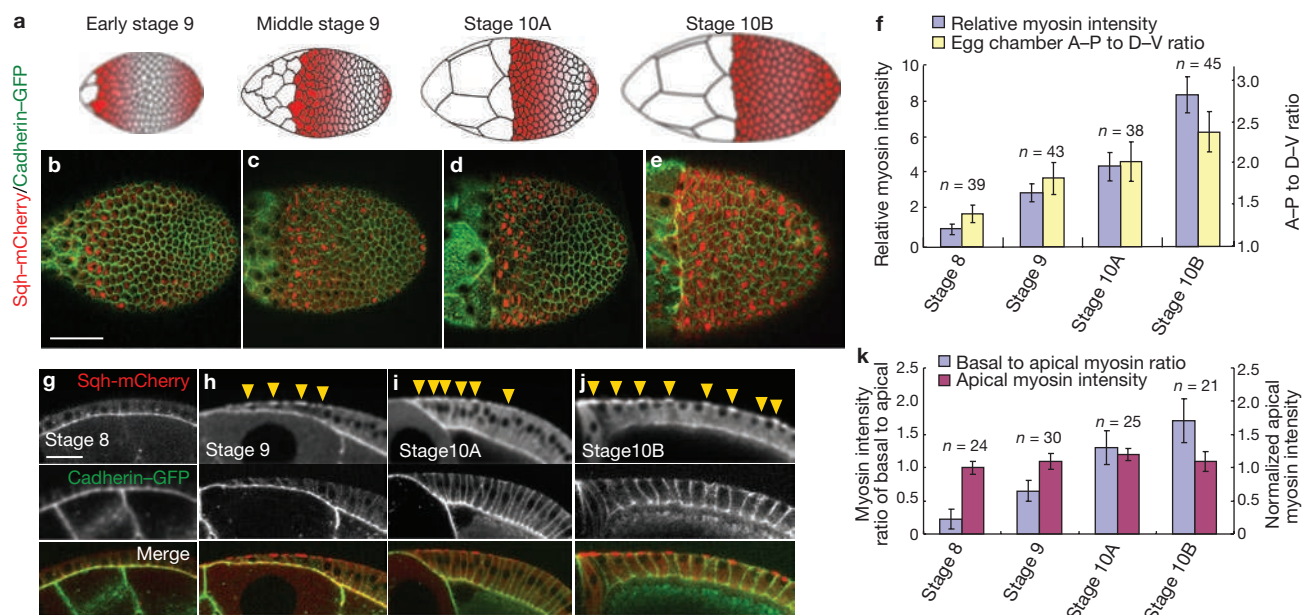 a
Early stage 9
Middle stage 9
Stage 10A
Stage 10B
Sqh–mCherry/Cadherin–GFP
b
c
d
e
f
Relative myosin intensity
Egg chamber A–P to D–V ratio
Relative myosin intensity
10
8
6
4
2
0
n = 39
n = 43
n = 38
n = 45
3.0
2.5
2.0
1.5
1.0
A–P to D–V ratio
Stage 8
Stage 9
Stage 10A
Stage 10B
g
Sqh-mCherry
Stage 8
h
Stage 9
i
Stage10A
j
Stage10B
Cadherin–GFP
Merge
k
Basal to apical myosin ratio
Apical myosin intensity
Myosin intensity
ratio of basal to apical
2.5
2.0
1.5
1.0
0.5
0
n = 24
n = 30
n = 25
n = 21
2.5
2.0
1.5
1.0
0.5
0
Normalized apical
myosin intensity
Stage 8
Stage 9
Stage 10A
Stage 10B